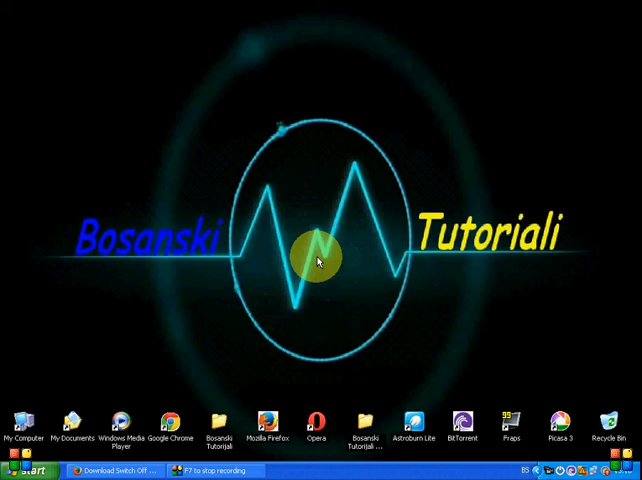 Bosanski
Tutoriali
My Computer
My Documents
Windows Media
Player
Google Chrome
Bosanski
Tutorijali
Mozilla Firefox
Opera
Bosanski
Tutorijali ...
Astroburn Lite
BitTorrent
99
Fraps
Picasa 3
Recycle Bin
start
Download Switch Off ...
F7 to stop recording
BS